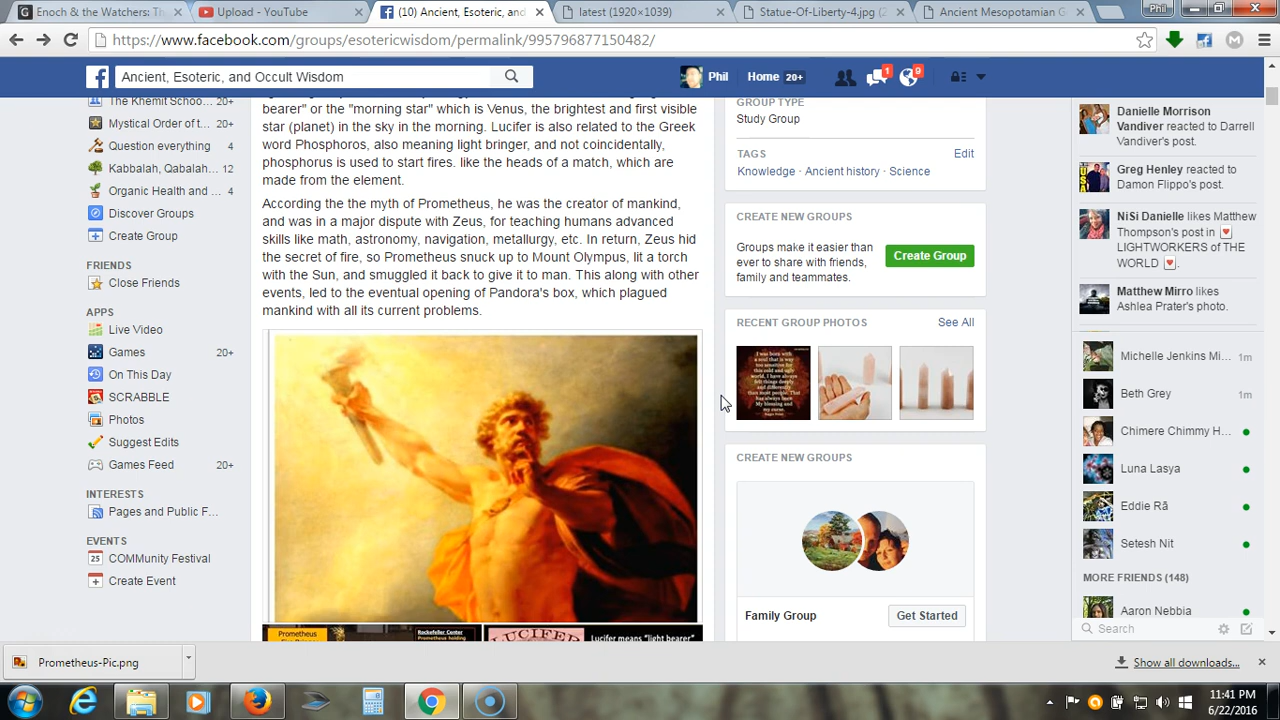 Enoch & the Watchers: Th
Upload - YouTube
(10) Ancient, Esoteric, and
latest (1920×1039)
Statue-Of-Liberty-4.jpg (2
Ancient Mesopotamian G
Phil
https://www.facebook.com/groups/esotericwisdom/permalink/995796877150482/
Ancient, Esoteric, and Occult Wisdom
Phil
Home 20+
1
9
The Khemit Schoo... 20+
Mystical Order of t... 20+
Question everything 4
Kabbalah, Qabalah... 12
Organic Health and ... 4
Discover Groups
Create Group
FRIENDS
Close Friends
APPS
Live Video
Games 20+
On This Day
SCRABBLE
Photos
Suggest Edits
Games Feed 20+
INTERESTS
Pages and Public F...
EVENTS
25 COMMunity Festival
Create Event
bearer" or the "morning star" which is Venus, the brightest and first visible
star (planet) in the sky in the morning. Lucifer is also related to the Greek
word Phosphoros, also meaning light bringer, and not coincidentally,
phosphorus is used to start fires. like the heads of a match, which are
made from the element.
According the the myth of Prometheus, he was the creator of mankind,
and was in a major dispute with Zeus, for teaching humans advanced
skills like math, astronomy, navigation, metallurgy, etc. In return, Zeus hid
the secret of fire, so Prometheus snuck up to Mount Olympus, lit a torch
with the Sun, and smuggled it back to give it to man. This along with other
events, led to the eventual opening of Pandora's box, which plagued
mankind with all its current problems.
Prometheus
Rockefeller Center
Prometheus holding
LUCIFER
Lucifer means "light bearer"
GROUP TYPE
Study Group
TAGS
Edit
Knowledge · Ancient history · Science
CREATE NEW GROUPS
Groups make it easier than
ever to share with friends,
family and teammates.
Create Group
RECENT GROUP PHOTOS
See All
CREATE NEW GROUPS
Family Group
Get Started
Danielle Morrison
Vandiver reacted to Darrell
Vandiver's post.
Greg Henley reacted to
Damon Flippo's post.
NiSi Danielle likes Matthew
Thompson's post in
LIGHTWORKERS OF THE
WORLD
Matthew Mirro likes
Ashlea Prater's photo.
Michelle Jenkins Mi... 1m
Beth Grey 1m
Chimere Chimmy H...
Luna Lasya
Eddie Rā
Setesh Nit
MORE FRIENDS (148)
Aaron Nebbia
Search
Prometheus-Pic.png
Show all downloads...
11:41 PM
6/22/2016